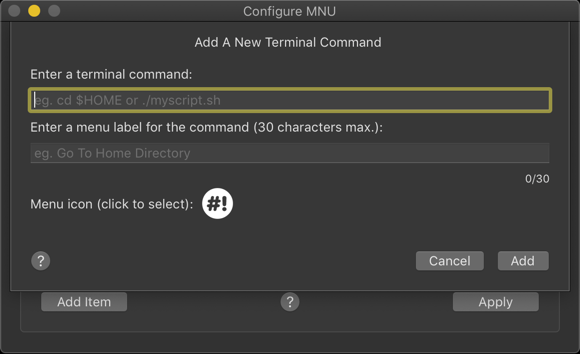 Configure MNU
Add A New Terminal Command
Enter a terminal command:
eg. cd $HOME or ./myscript.sh
Enter a menu label for the command (30 characters max.):
eg. Go To Home Directory
0/30
Menu icon (click to select): #!
? Cancel Add
Add Item ? Apply